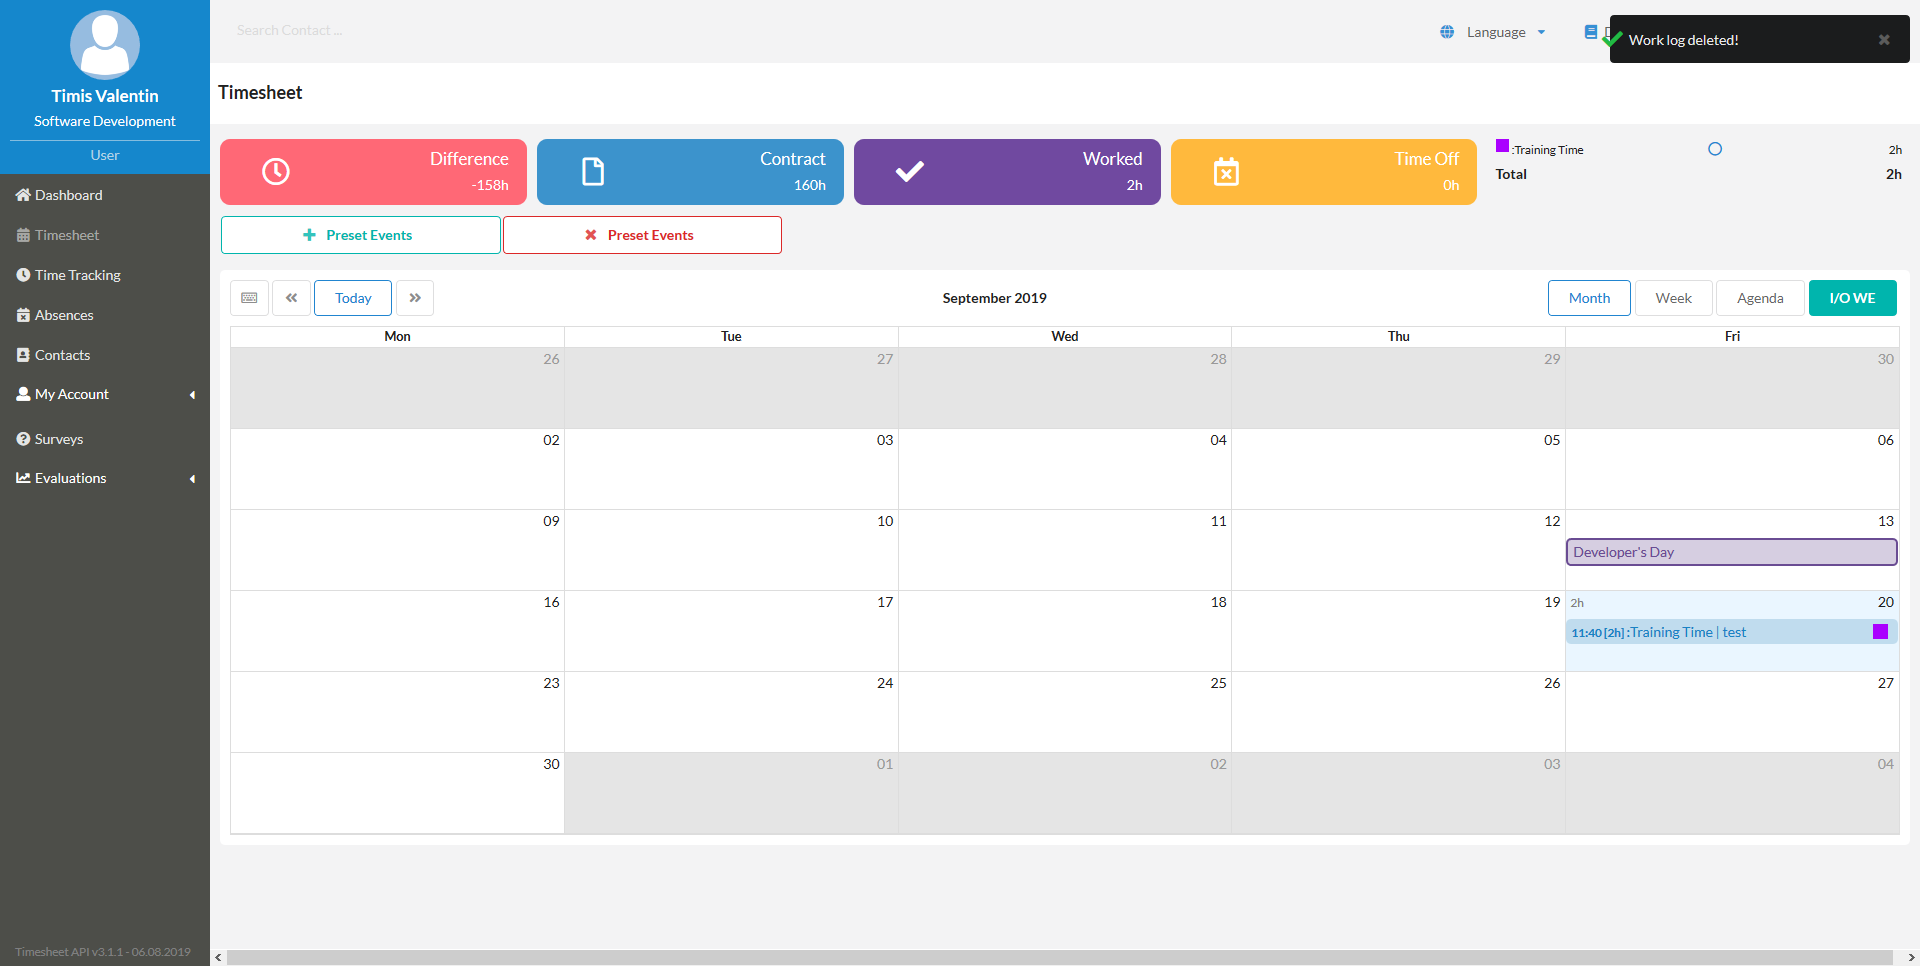 Timis Valentin
Software Development
User
Dashboard
Timesheet
Time Tracking
Absences
Contacts
My Account
Surveys
Evaluations
Timesheet API v3.1.1 - 06.08.2019
Search Contact ...
Language
Work log deleted!
Timesheet
Difference
-158h
Contract
160h
Worked
2h
Time Off
0h
:Training Time 2h
Total 2h
Preset Events
Preset Events
Today
September 2019
Month Week Agenda I/O WE
Mon Tue Wed Thu Fri
26 27 28 29 30
02 03 04 05 06
09 10 11 12 13
Developer's Day
16 17 18 19 2h 20
11:40 [2h] :Training Time | test
23 24 25 26 27
30 01 02 03 04